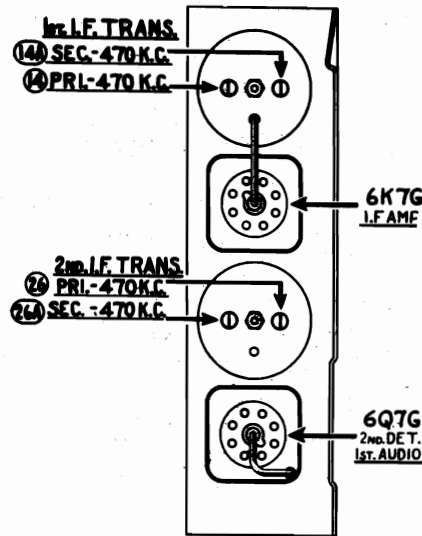 1ST. I.F. TRANS.
14A SEC.-470 K.C.
14 PRI.-470 K.C.
6K7G
I.F AMF
2ND. I.F. TRANS.
26 PRI.-470 K.C.
26A SEC.-470 K.C.
6Q7G
2ND. DET.
1ST. AUDIO